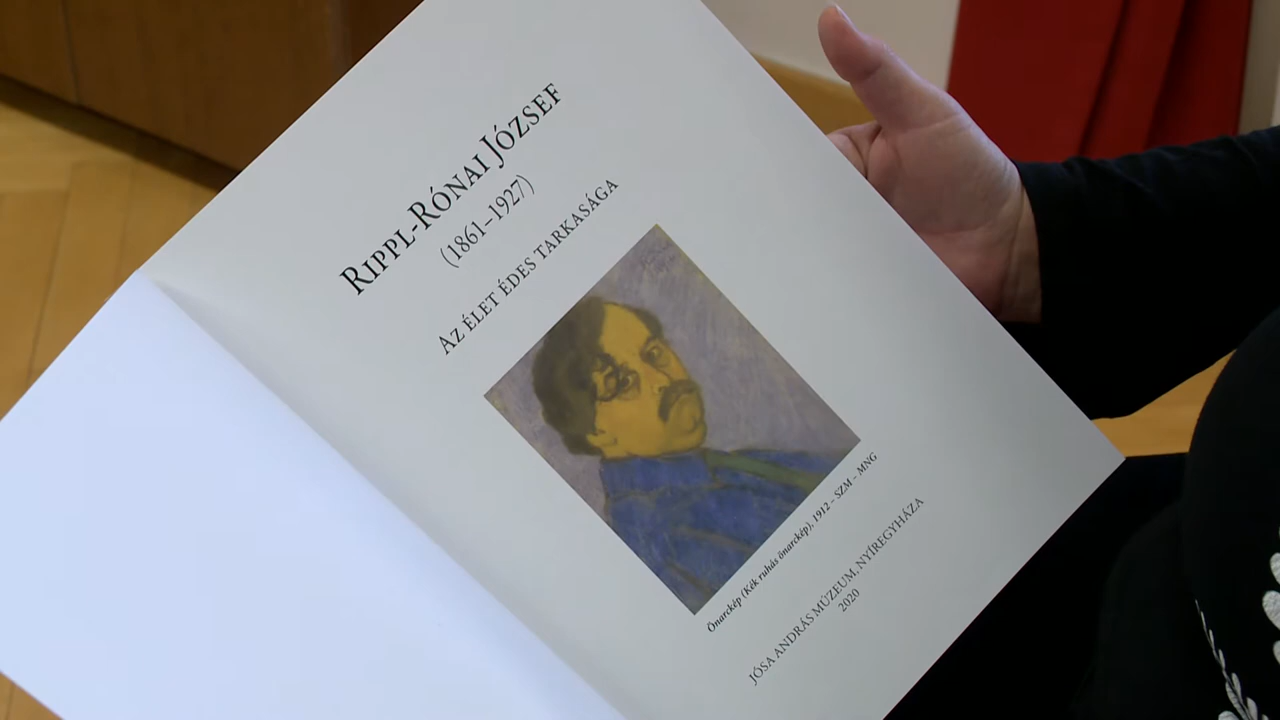 RIPPL-RÓNAI JÓZSEF
(1861–1927)
AZ ÉLET ÉDES TARKASÁGA
Önarckép (Kék ruhás önarckép), 1912 – SZM – MNG
JÓSA ANDRÁS MÚZEUM, NYÍREGYHÁZA
2020